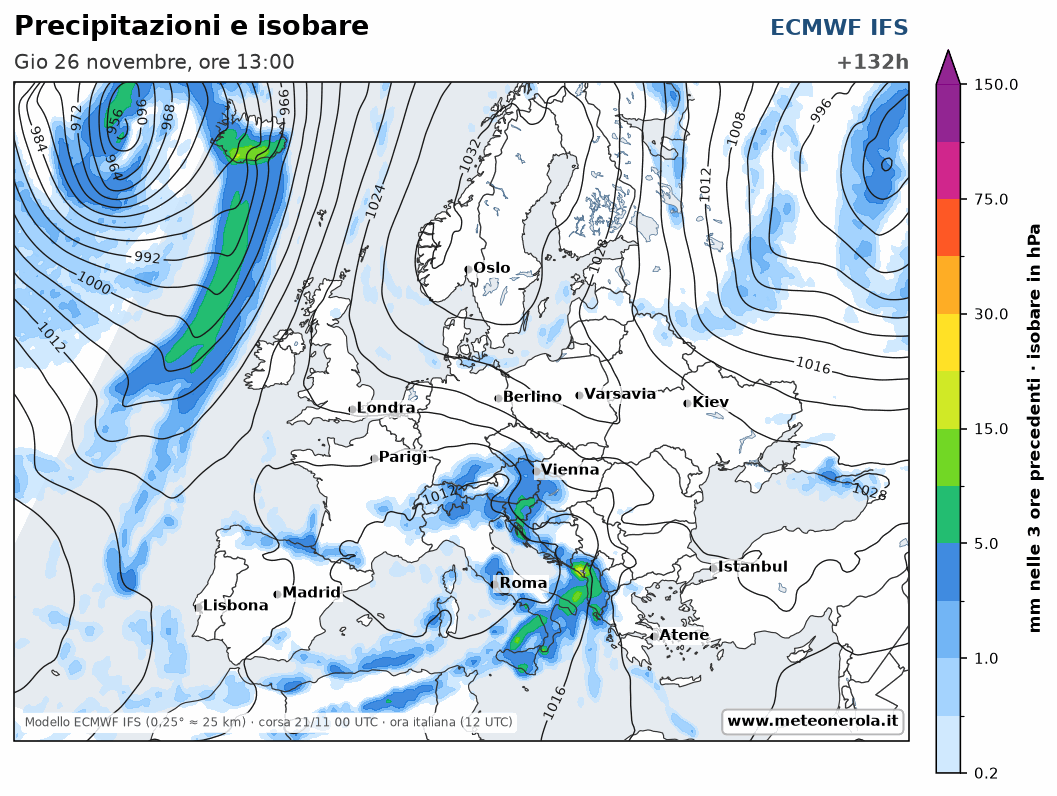 Precipitazioni e isobare
ECMWF IFS
Gio 26 novembre, ore 13:00
+132h
150.0
75.0
30.0
15.0
5.0
1.0
0.2
mm nelle 3 ore precedenti · isobare in hPa
972
956
960
968
966
984
964
992
1000
1012
1024
1032
1028
1008
996
1012
1016
Oslo
Berlino
Varsavia
Kiev
Londra
Parigi
Vienna
1012
1028
Roma
Istanbul
Madrid
Lisbona
Atene
1016
Modello ECMWF IFS (0,25° ≈ 25 km) · corsa 21/11 00 UTC · ora italiana (12 UTC)
www.meteonerola.it